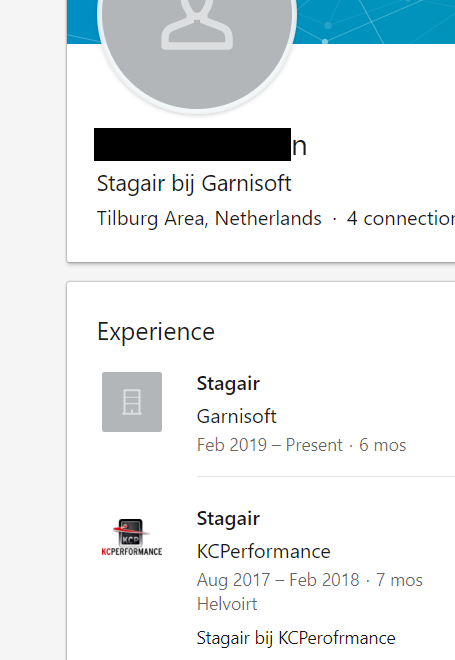 n
Stagair bij Garnisoft
Tilburg Area, Netherlands · 4 connection
Experience
Stagair
Garnisoft
Feb 2019 – Present · 6 mos
Stagair
KCP
KCPERFORMANCE
KCPerformance
Aug 2017 – Feb 2018 · 7 mos
Helvoirt
Stagair bij KCPerofrmance